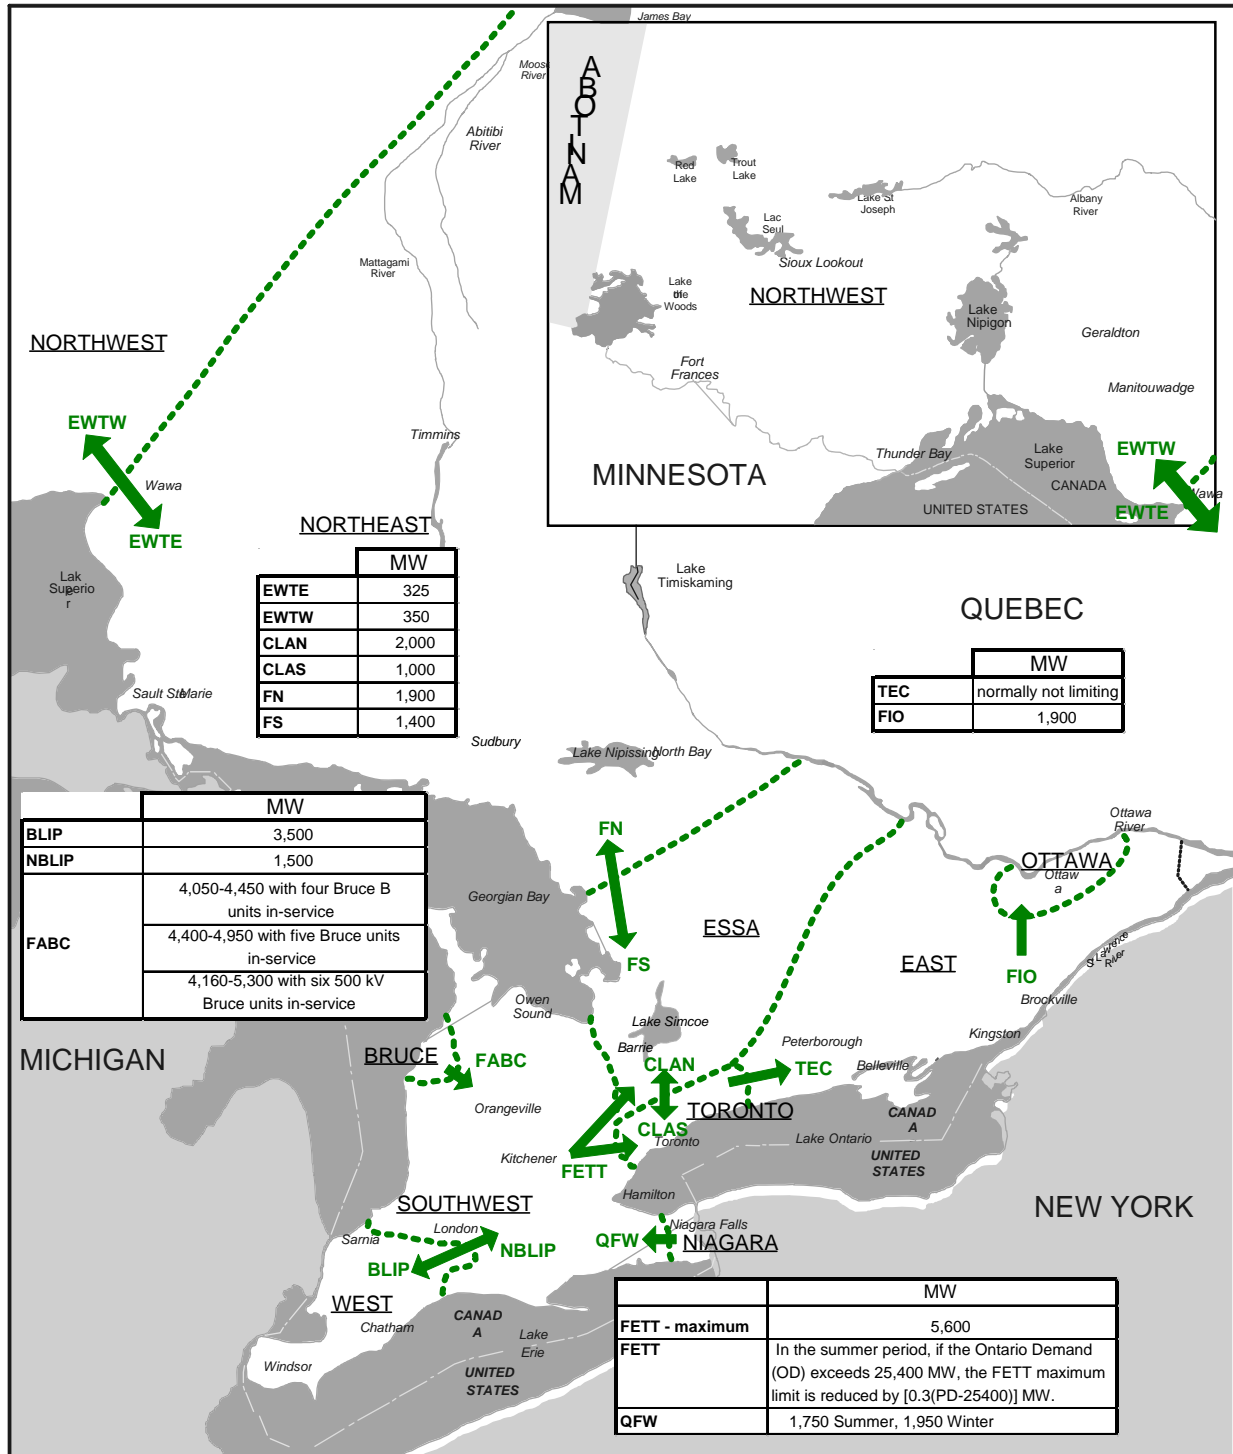 James Bay
Moose
River
Abitibi
River
Mattagami
River
MANITOBA
Red
Lake
Trout
Lake
Lake St
Joseph
Albany
River
Lac
Seul
Sioux Lookout
Lake
of the
Woods
NORTHWEST
Lake
Nipigon
Geraldton
Fort
Frances
Manitouwadge
Thunder Bay
Lake
Superior
EWTW
MINNESOTA
CANADA
Wawa
UNITED STATES
EWTE
NORTHWEST
EWTW
Timmins
Wawa
NORTHEAST
EWTE
MW
EWTE 325
EWTW 350
CLAN 2,000
CLAS 1,000
FN 1,900
FS 1,400
Lak
Superio
e
r
Lake
Timiskaming
QUEBEC
MW
TEC normally not limiting
FIO 1,900
Sault Ste Marie
Sudbury
Lake Nipissing
North Bay
MW
BLIP 3,500
NBLIP 1,500
FABC
4,050-4,450 with four Bruce B
units in-service
4,400-4,950 with five Bruce units
in-service
4,160-5,300 with six 500 kV
Bruce units in-service
FN
Ottawa
River
OTTAWA
Ottaw
a
Georgian Bay
ESSA
EAST
FS
FIO
St. Lawrence
River
Brockville
Owen
Sound
Lake Simcoe
Kingston
MICHIGAN
BRUCE
FABC
Barrie
Peterborough
CLAN
TEC
Belleville
Orangeville
TORONTO
CANAD
A
CLAS
Toronto
Lake Ontario
Kitchener
FETT
UNITED
STATES
Hamilton
SOUTHWEST
NEW YORK
Sarnia
London
Niagara Falls
NBLIP
QFW
NIAGARA
BLIP
WEST
Chatham
CANAD
A
Lake
Erie
Windsor
UNITED
STATES
MW
FETT - maximum 5,600
FETT
In the summer period, if the Ontario Demand
(OD) exceeds 25,400 MW, the FETT maximum
limit is reduced by [0.3(PD-25400)] MW.
QFW 1,750 Summer, 1,950 Winter